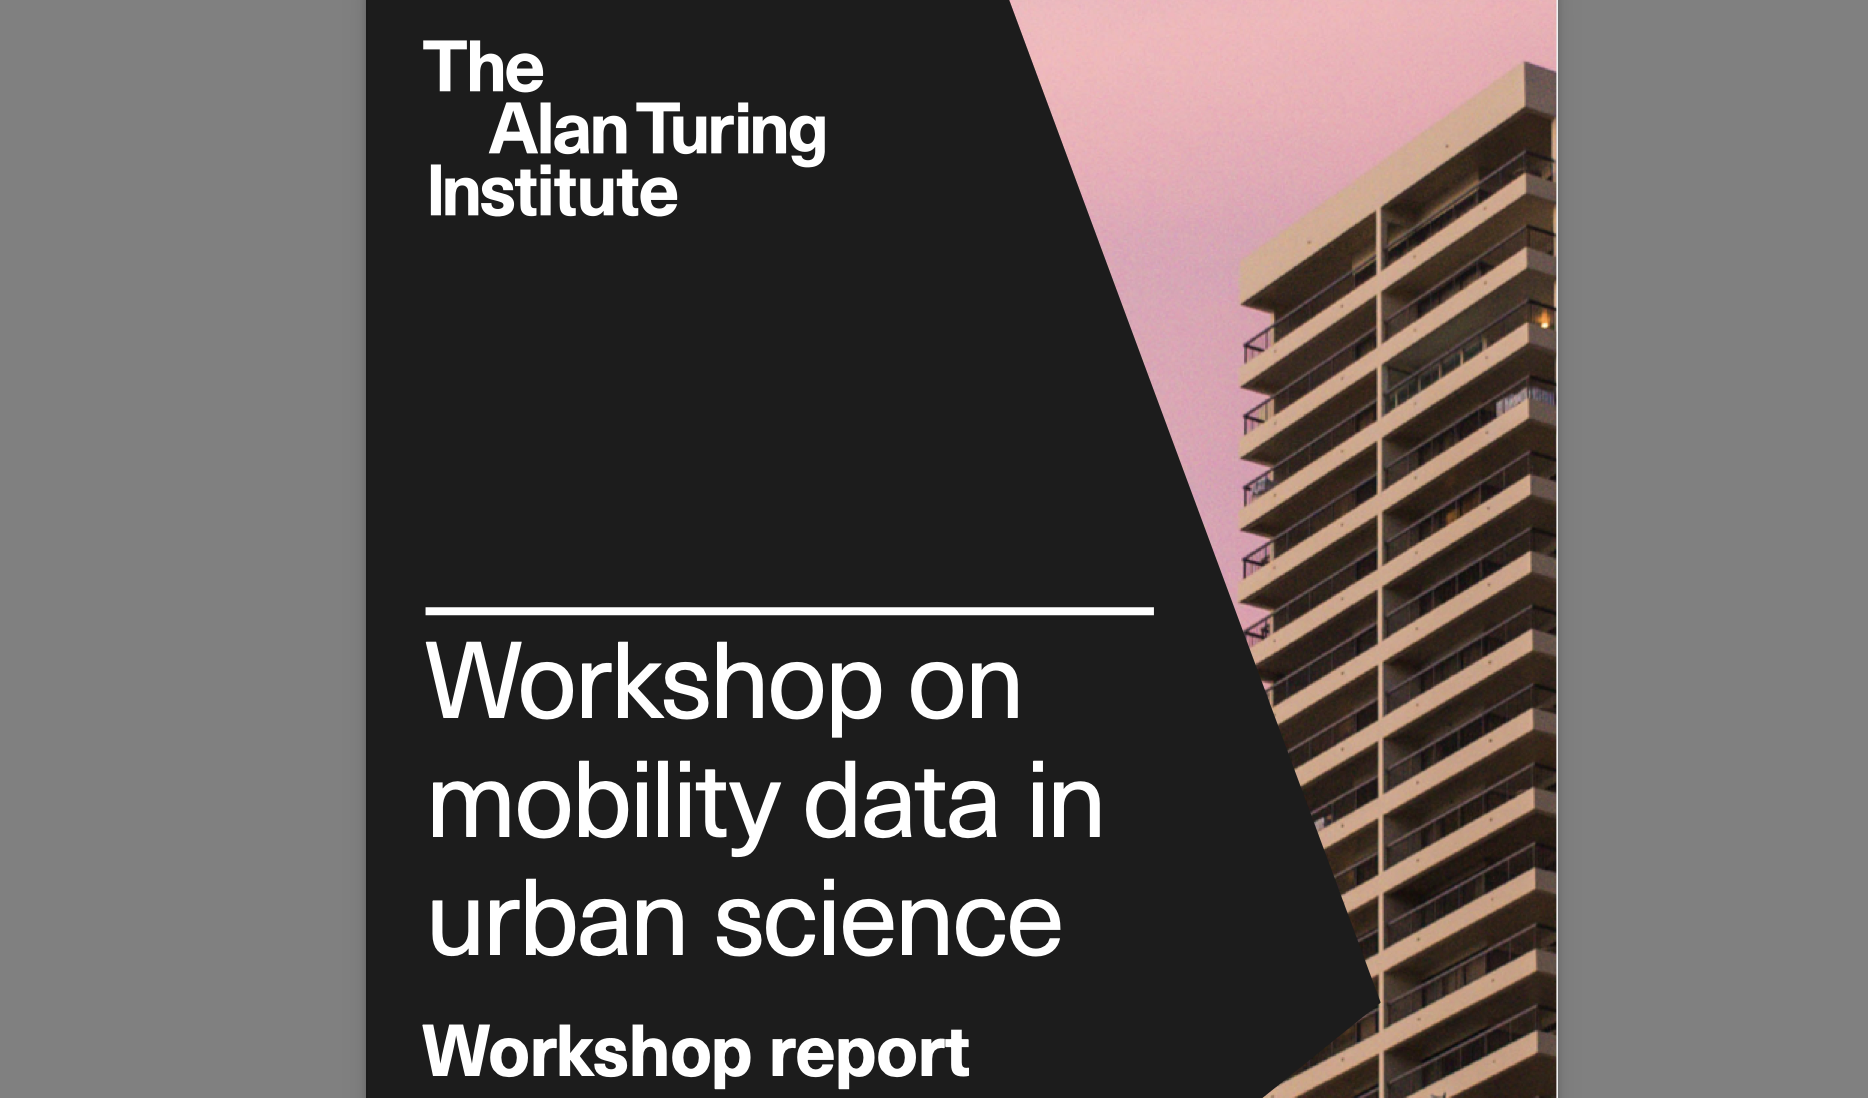 The
Alan Turing
Institute
Workshop on
mobility data in
urban science
Workshop report